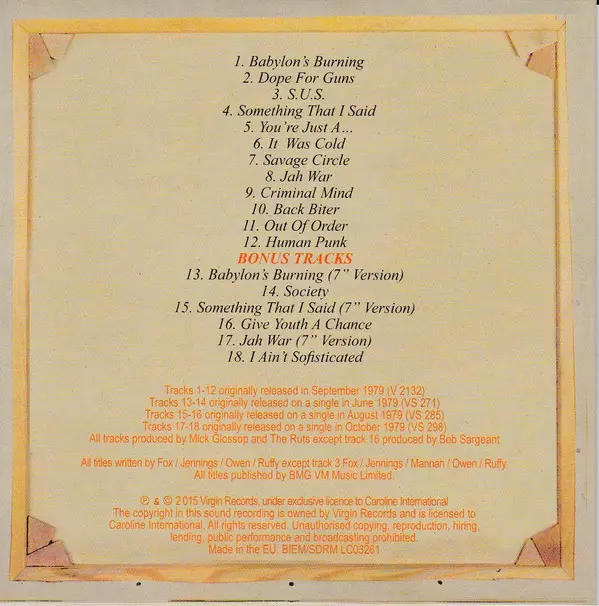 1. Babylon's Burning
2. Dope For Guns
3. S.U.S.
4. Something That I Said
5. You're Just A...
6. It Was Cold
7. Savage Circle
8. Jah War
9. Criminal Mind
10. Back Biter
11. Out Of Order
12. Human Punk
BONUS TRACKS
13. Babylon's Burning (7" Version)
14. Society
15. Something That I Said (7" Version)
16. Give Youth A Chance
17. Jah War (7" Version)
18. I Ain't Sofisticated
Tracks 1-12 originally released in September 1979 (V 2132)
Tracks 13-14 originally released on a single in June 1979 (VS 271)
Tracks 15-16 originally released on a single in August 1979 (VS 285)
Tracks 17-18 originally released on a single in October 1979 (VS 298)
All tracks produced by Mick Glossop and The Ruts except track 16 produced by Bob Sargeant
All titles written by Fox / Jennings / Owen / Ruffy except track 3 Fox / Jennings / Mannan / Owen / Ruffy.
All titles published by BMG VM Music Limited.
℗ & © 2015 Virgin Records, under exclusive licence to Caroline International
The copyright in this sound recording is owned by Virgin Records and is licensed to
Caroline International. All rights reserved. Unauthorised copying, reproduction, hiring,
lending, public performance and broadcasting prohibited.
Made in the EU. BIEM/SDRM LC03261